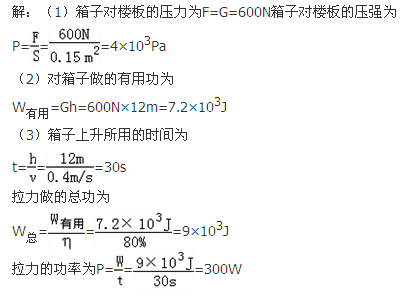 解：（1）箱子对楼板的压力为F=G=600N箱子对楼板的压强为
P=F/S=600N/0.15 m²=4×10³Pa
（2）对箱子做的有用功为
W有用=Gh=600N×12m=7.2×10³J
（3）箱子上升所用的时间为
t=h/v=12m/0.4m/s=30s
拉力做的总功为
W总=W有用/η=7.2×10³J/80%=9×10³J
拉力的功率为P=W/t=9×10³J/30s=300W